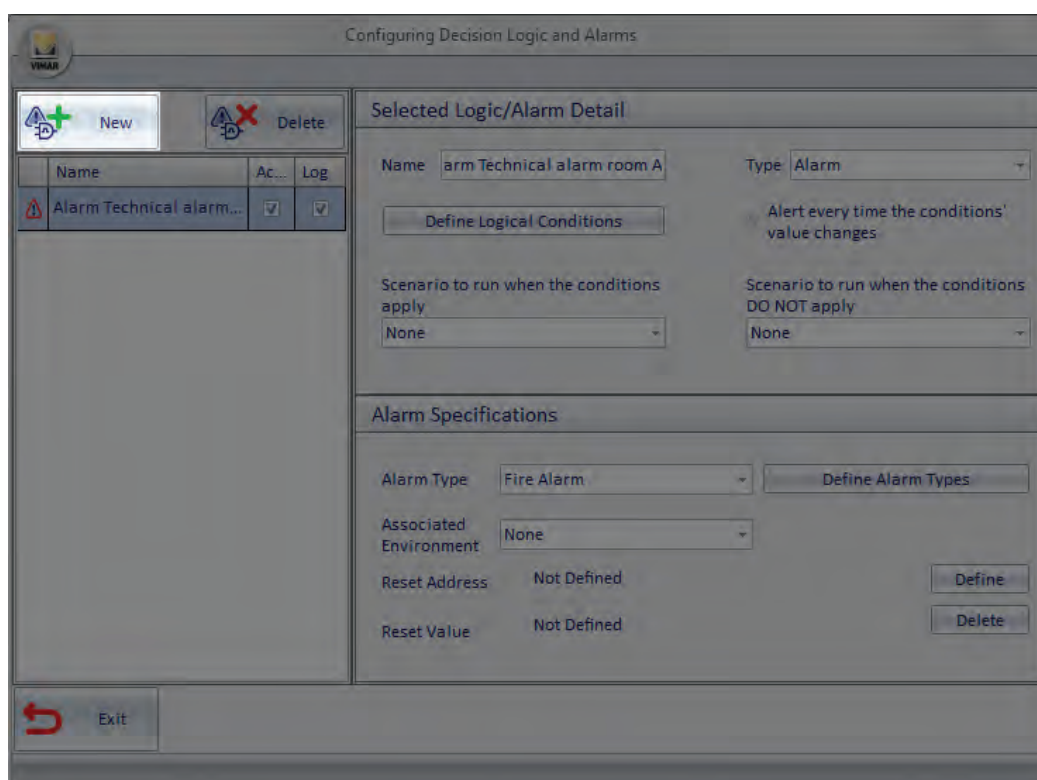 Configuring Decision Logic and Alarms
VIMAR
New
Delete
Name Ac... Log
Alarm Technical alarm...
Selected Logic/Alarm Detail
Name arm Technical alarm room A
Type Alarm
Define Logical Conditions
Alert every time the conditions'
value changes
Scenario to run when the conditions
apply
None
Scenario to run when the conditions
DO NOT apply
None
Alarm Specifications
Alarm Type Fire Alarm
Define Alarm Types
Associated
Environment
None
Reset Address Not Defined
Define
Reset Value Not Defined
Delete
Exit